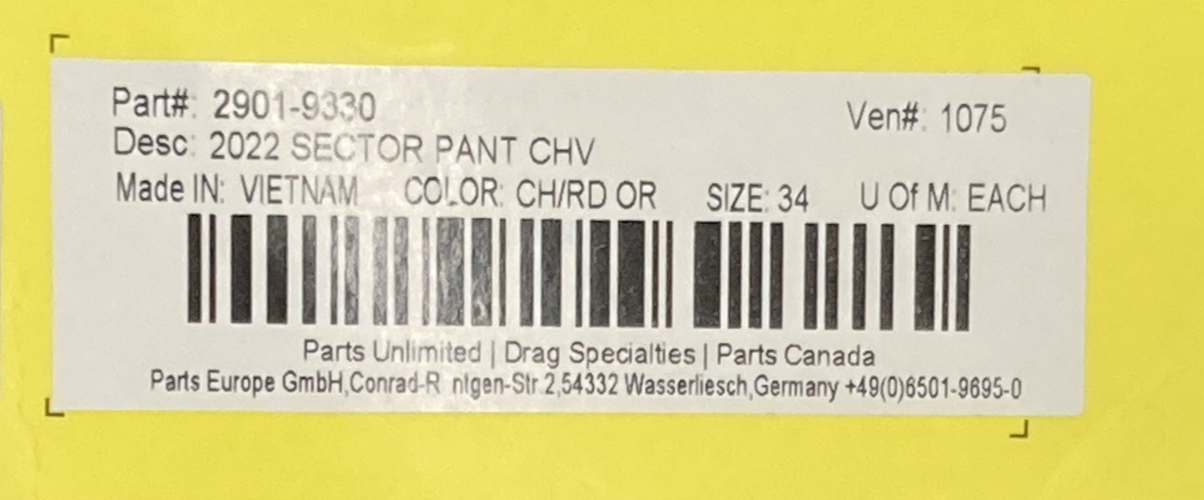 Part#: 2901-9330 Ven#: 1075
Desc: 2022 SECTOR PANT CHV
Made IN: VIETNAM COLOR: CH/RD OR SIZE: 34 U Of M: EACH
Parts Unlimited | Drag Specialties | Parts Canada
Parts Europe GmbH,Conrad-R ntgen-Str.2,54332 Wasserliesch,Germany +49(0)6501-9695-0